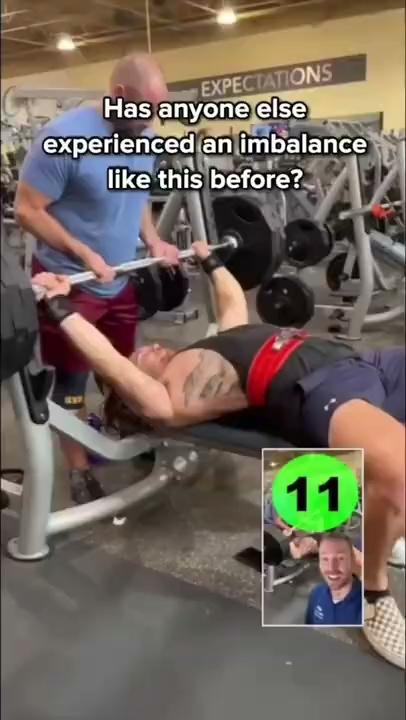 EXPECTATIONS
Has anyone else
experienced an imbalance
like this before?
11